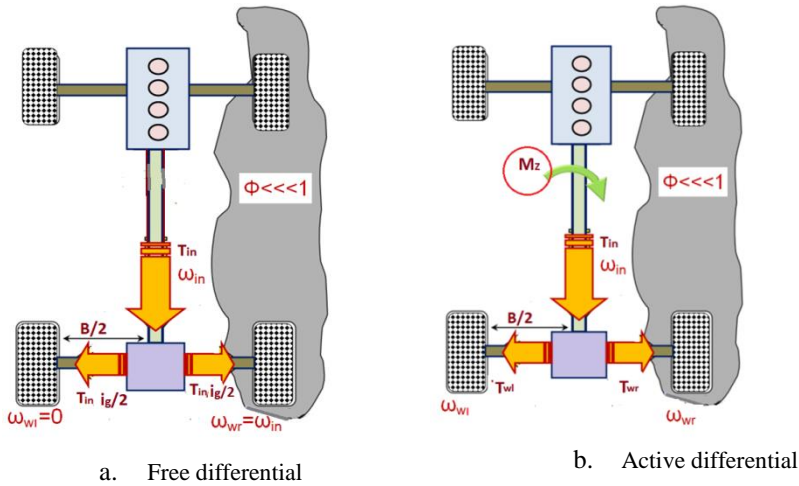 Φ<<<1
Tin
ωin
B/2
Tin ig/2
Tin, ig/2
ωwl=0
ωwr=ωin
a. Free differential
Mz
Φ<<<1
Tin
ωin
B/2
Twl
Twr
ωwl
ωwr
b. Active differential